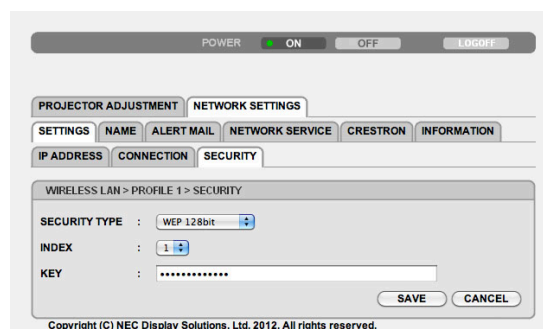 POWER ON OFF LOGOFF
PROJECTOR ADJUSTMENT NETWORK SETTINGS
SETTINGS NAME ALERT MAIL NETWORK SERVICE CRESTRON INFORMATION
IP ADDRESS CONNECTION SECURITY
WIRELESS LAN > PROFILE 1 > SECURITY
SECURITY TYPE : WEP 128bit
INDEX : 1
KEY : •••••••••••••
SAVE CANCEL
Copyright (C) NEC Display Solutions, Ltd. 2012. All rights reserved.